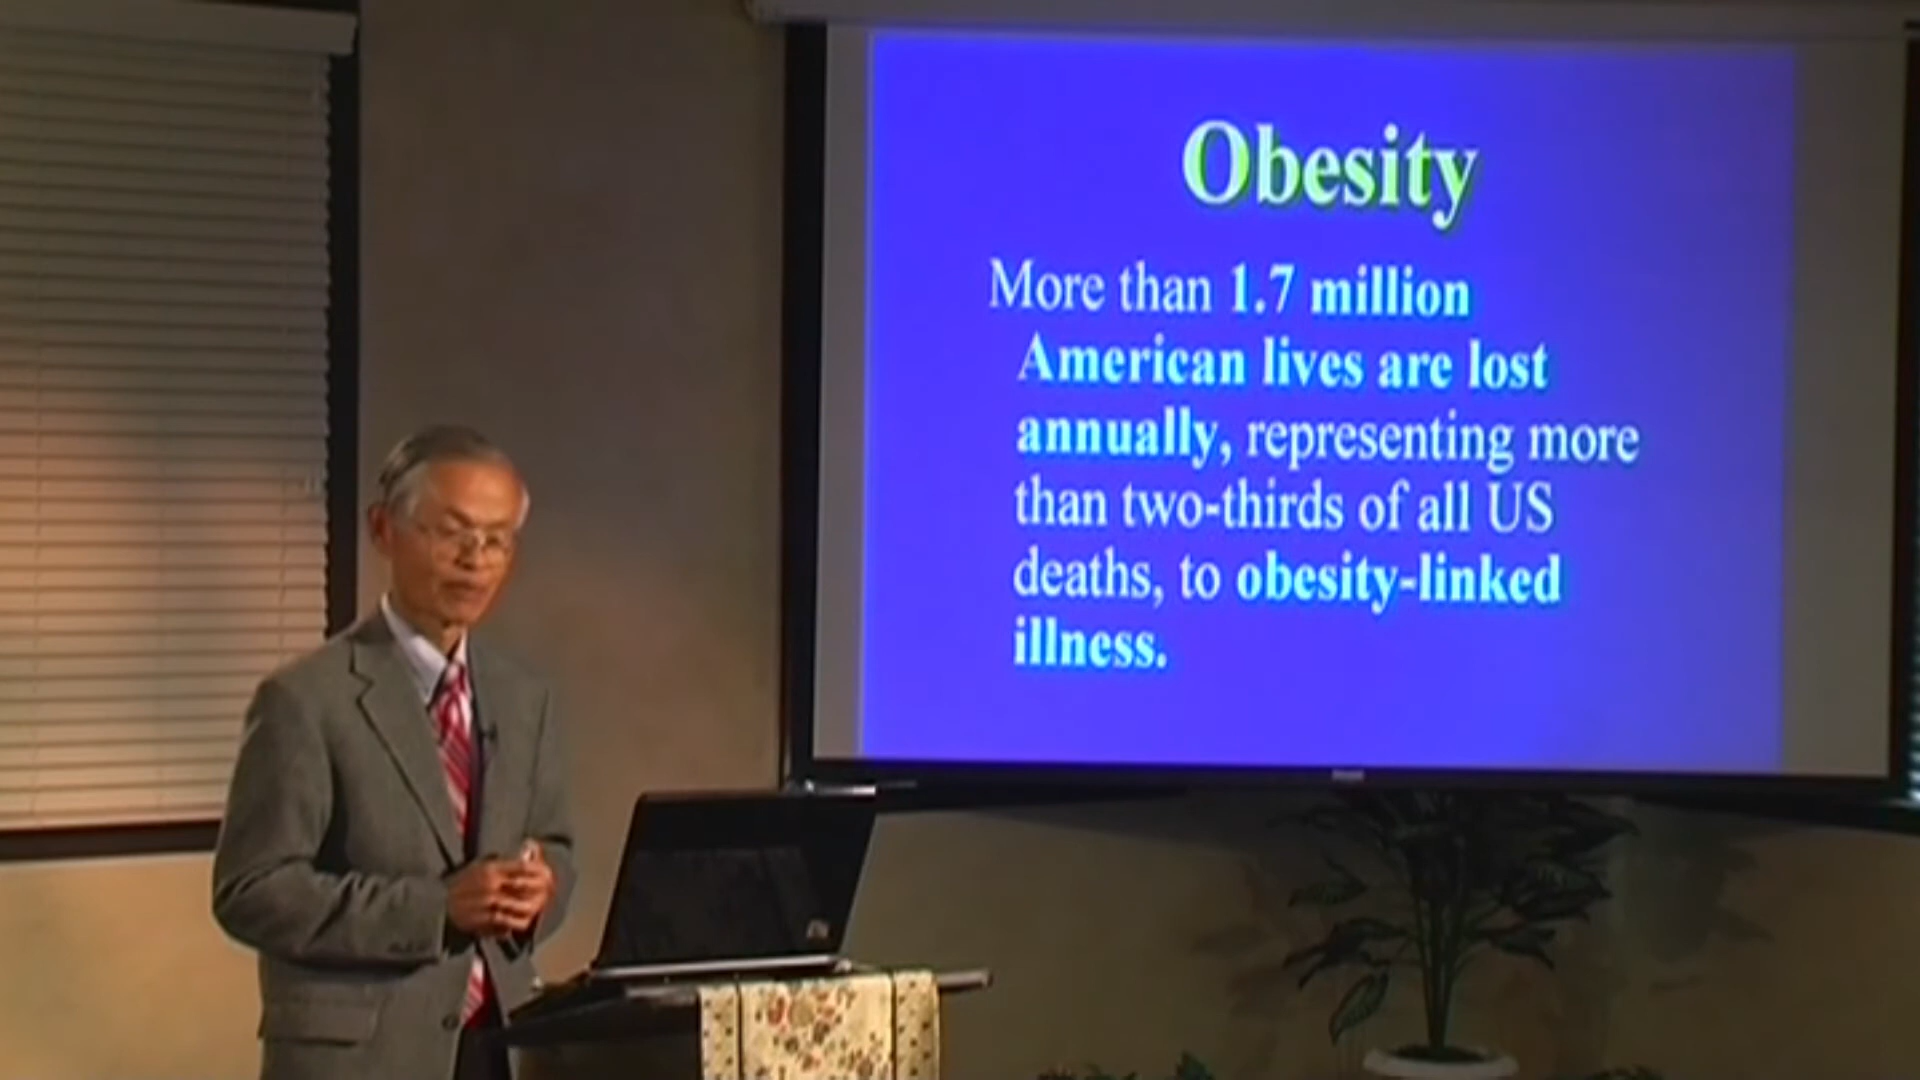 Obesity
More than 1.7 million
American lives are lost
annually, representing more
than two-thirds of all US
deaths, to obesity-linked
illness.